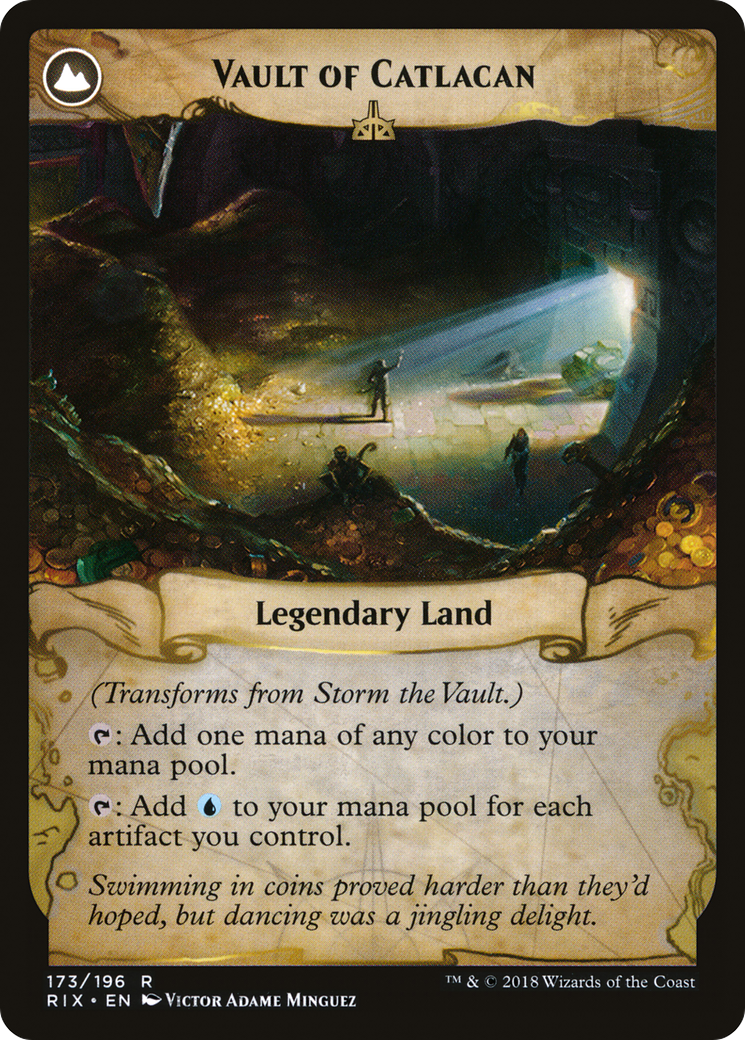 Vault of Catlacan
Legendary Land
(Transforms from Storm the Vault.)
: Add one mana of any color to your
mana pool.
: Add to your mana pool for each
artifact you control.
Swimming in coins proved harder than they'd
hoped, but dancing was a jingling delight.
173/196 R
RIX • EN Victor Adame Minguez
™ & © 2018 Wizards of the Coast